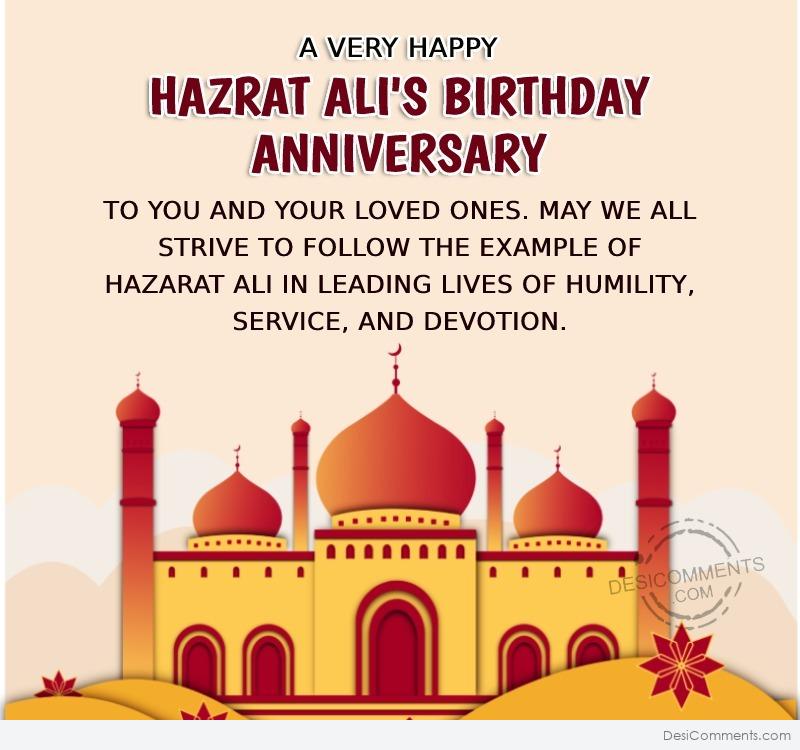 A VERY HAPPY
HAZRAT ALI'S BIRTHDAY
ANNIVERSARY
TO YOU AND YOUR LOVED ONES. MAY WE ALL
STRIVE TO FOLLOW THE EXAMPLE OF
HAZARAT ALI IN LEADING LIVES OF HUMILITY,
SERVICE, AND DEVOTION.
DESICOMMENTS
.COM
DesiComments.com